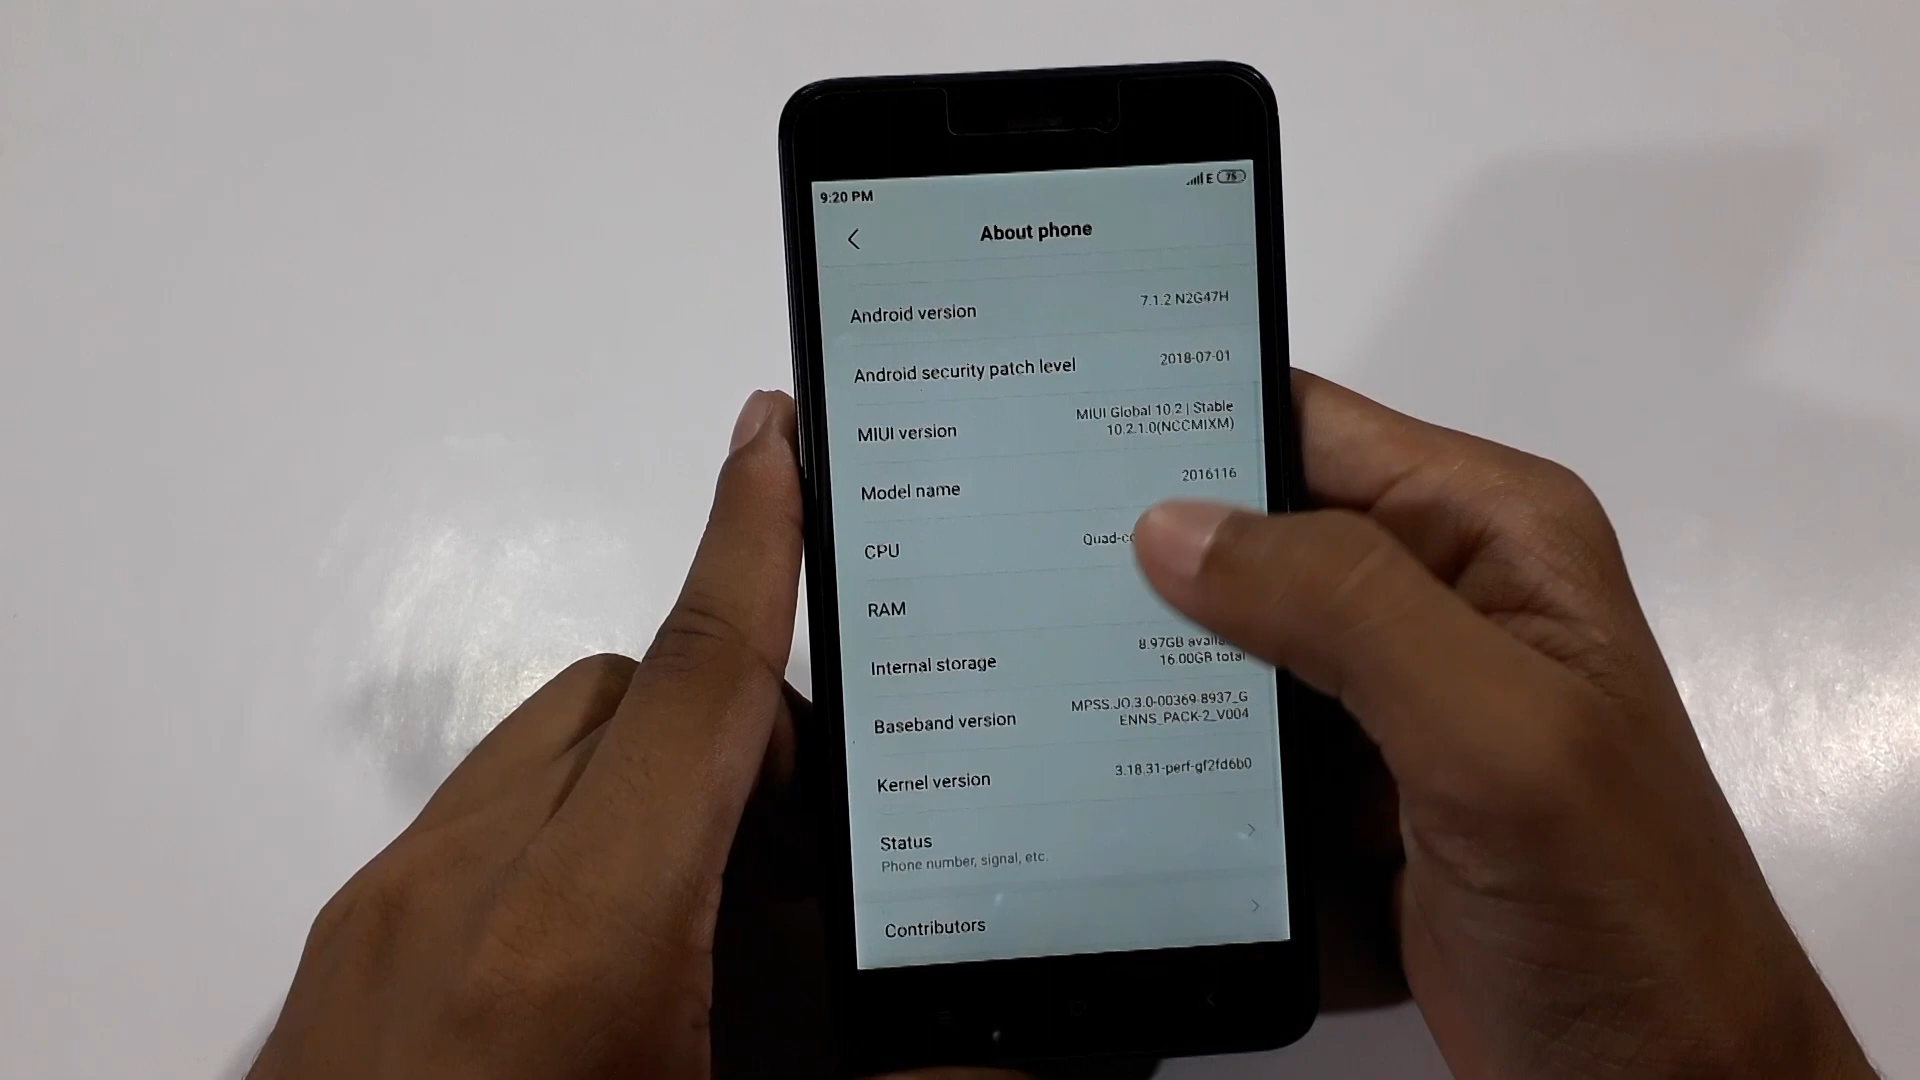 9:20 PM E 75
About phone
Android version 7.1.2 N2G47H
Android security patch level 2018-07-01
MIUI version MIUI Global 10.2 | Stable
10.2.1.0(NCCMIXM)
Model name 2016116
CPU
RAM
Internal storage 8.97GB
16.00GB total
Baseband version MPSS.JO.3.0-00369-8937_G
ENNS_PACK-2_V004
Kernel version 3.18.31-perf-gf2fd6b0
Status
Phone number, signal, etc.
Contributors